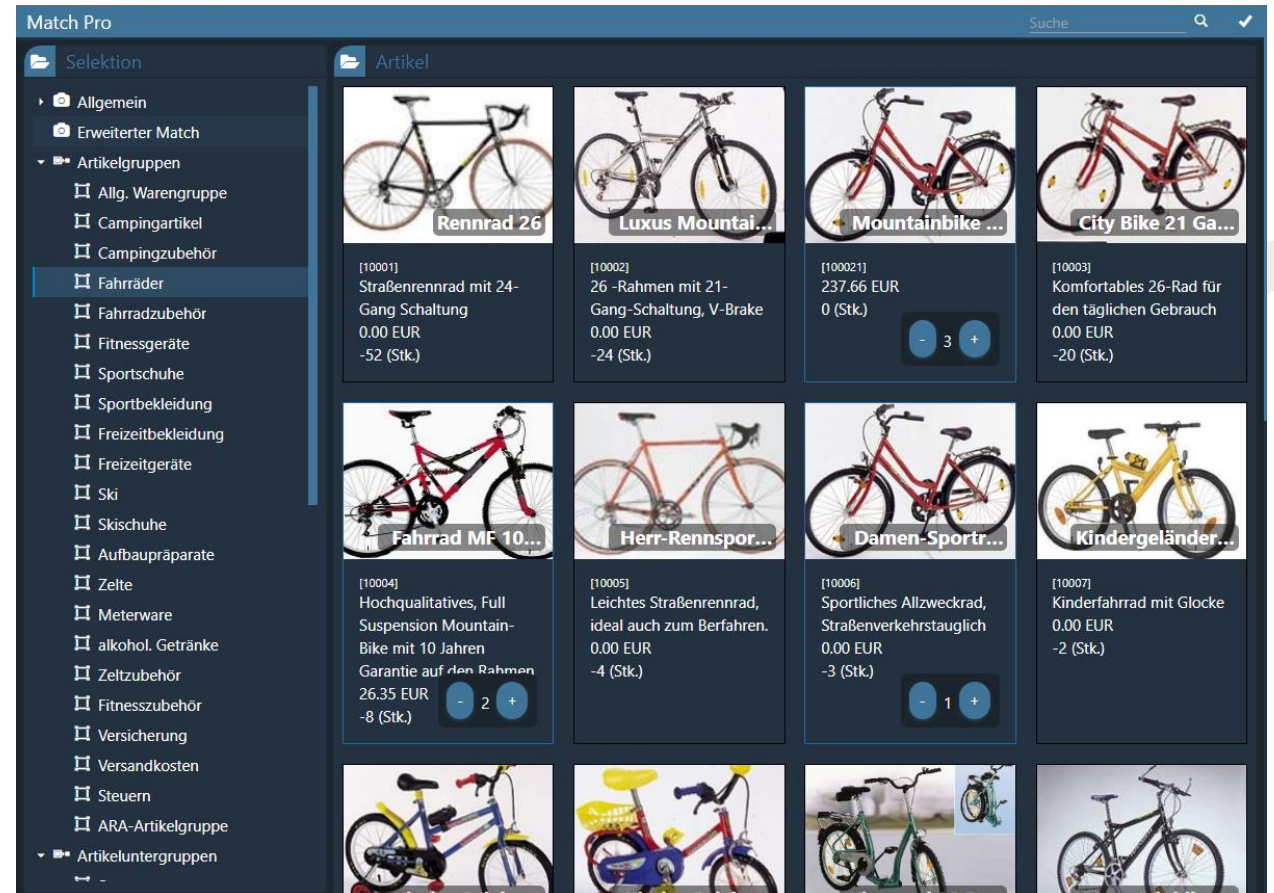 Match Pro
Suche
Selektion
Allgemein
Erweiterter Match
Artikelgruppen
Allg. Warengruppe
Campingartikel
Campingzubehör
Fahrräder
Fahrradzubehör
Fitnessgeräte
Sportschuhe
Sportbekleidung
Freizeitbekleidung
Freizeitgeräte
Ski
Skischuhe
Aufbaupräparate
Zelte
Meterware
alkohol. Getränke
Zeltzubehör
Fitnesszubehör
Versicherung
Versandkosten
Steuern
ARA-Artikelgruppe
Artikeluntergruppen
Artikel
Rennrad 26
[10001]
Straßenrennrad mit 24-
Gang Schaltung
0.00 EUR
-52 (Stk.)
Luxus Mountai...
[10002]
26 -Rahmen mit 21-
Gang-Schaltung, V-Brake
0.00 EUR
-24 (Stk.)
Mountainbike ...
[100021]
237.66 EUR
0 (Stk.)
- 3 +
City Bike 21 Ga...
[10003]
Komfortables 26-Rad für
den täglichen Gebrauch
0.00 EUR
-20 (Stk.)
Fahrrad MF 10...
[10004]
Hochqualitatives, Full
Suspension Mountain-
Bike mit 10 Jahren
Garantie auf den Rahmen
26.35 EUR
-8 (Stk.)
- 2 +
Herr-Rennspor...
[10005]
Leichtes Straßenrennrad,
ideal auch zum Berfahren.
0.00 EUR
-4 (Stk.)
Damen-Sportr...
[10006]
Sportliches Allzweckrad,
Straßenverkehrstauglich
0.00 EUR
-3 (Stk.)
- 1 +
Kindergeländer...
[10007]
Kinderfahrrad mit Glocke
0.00 EUR
-2 (Stk.)